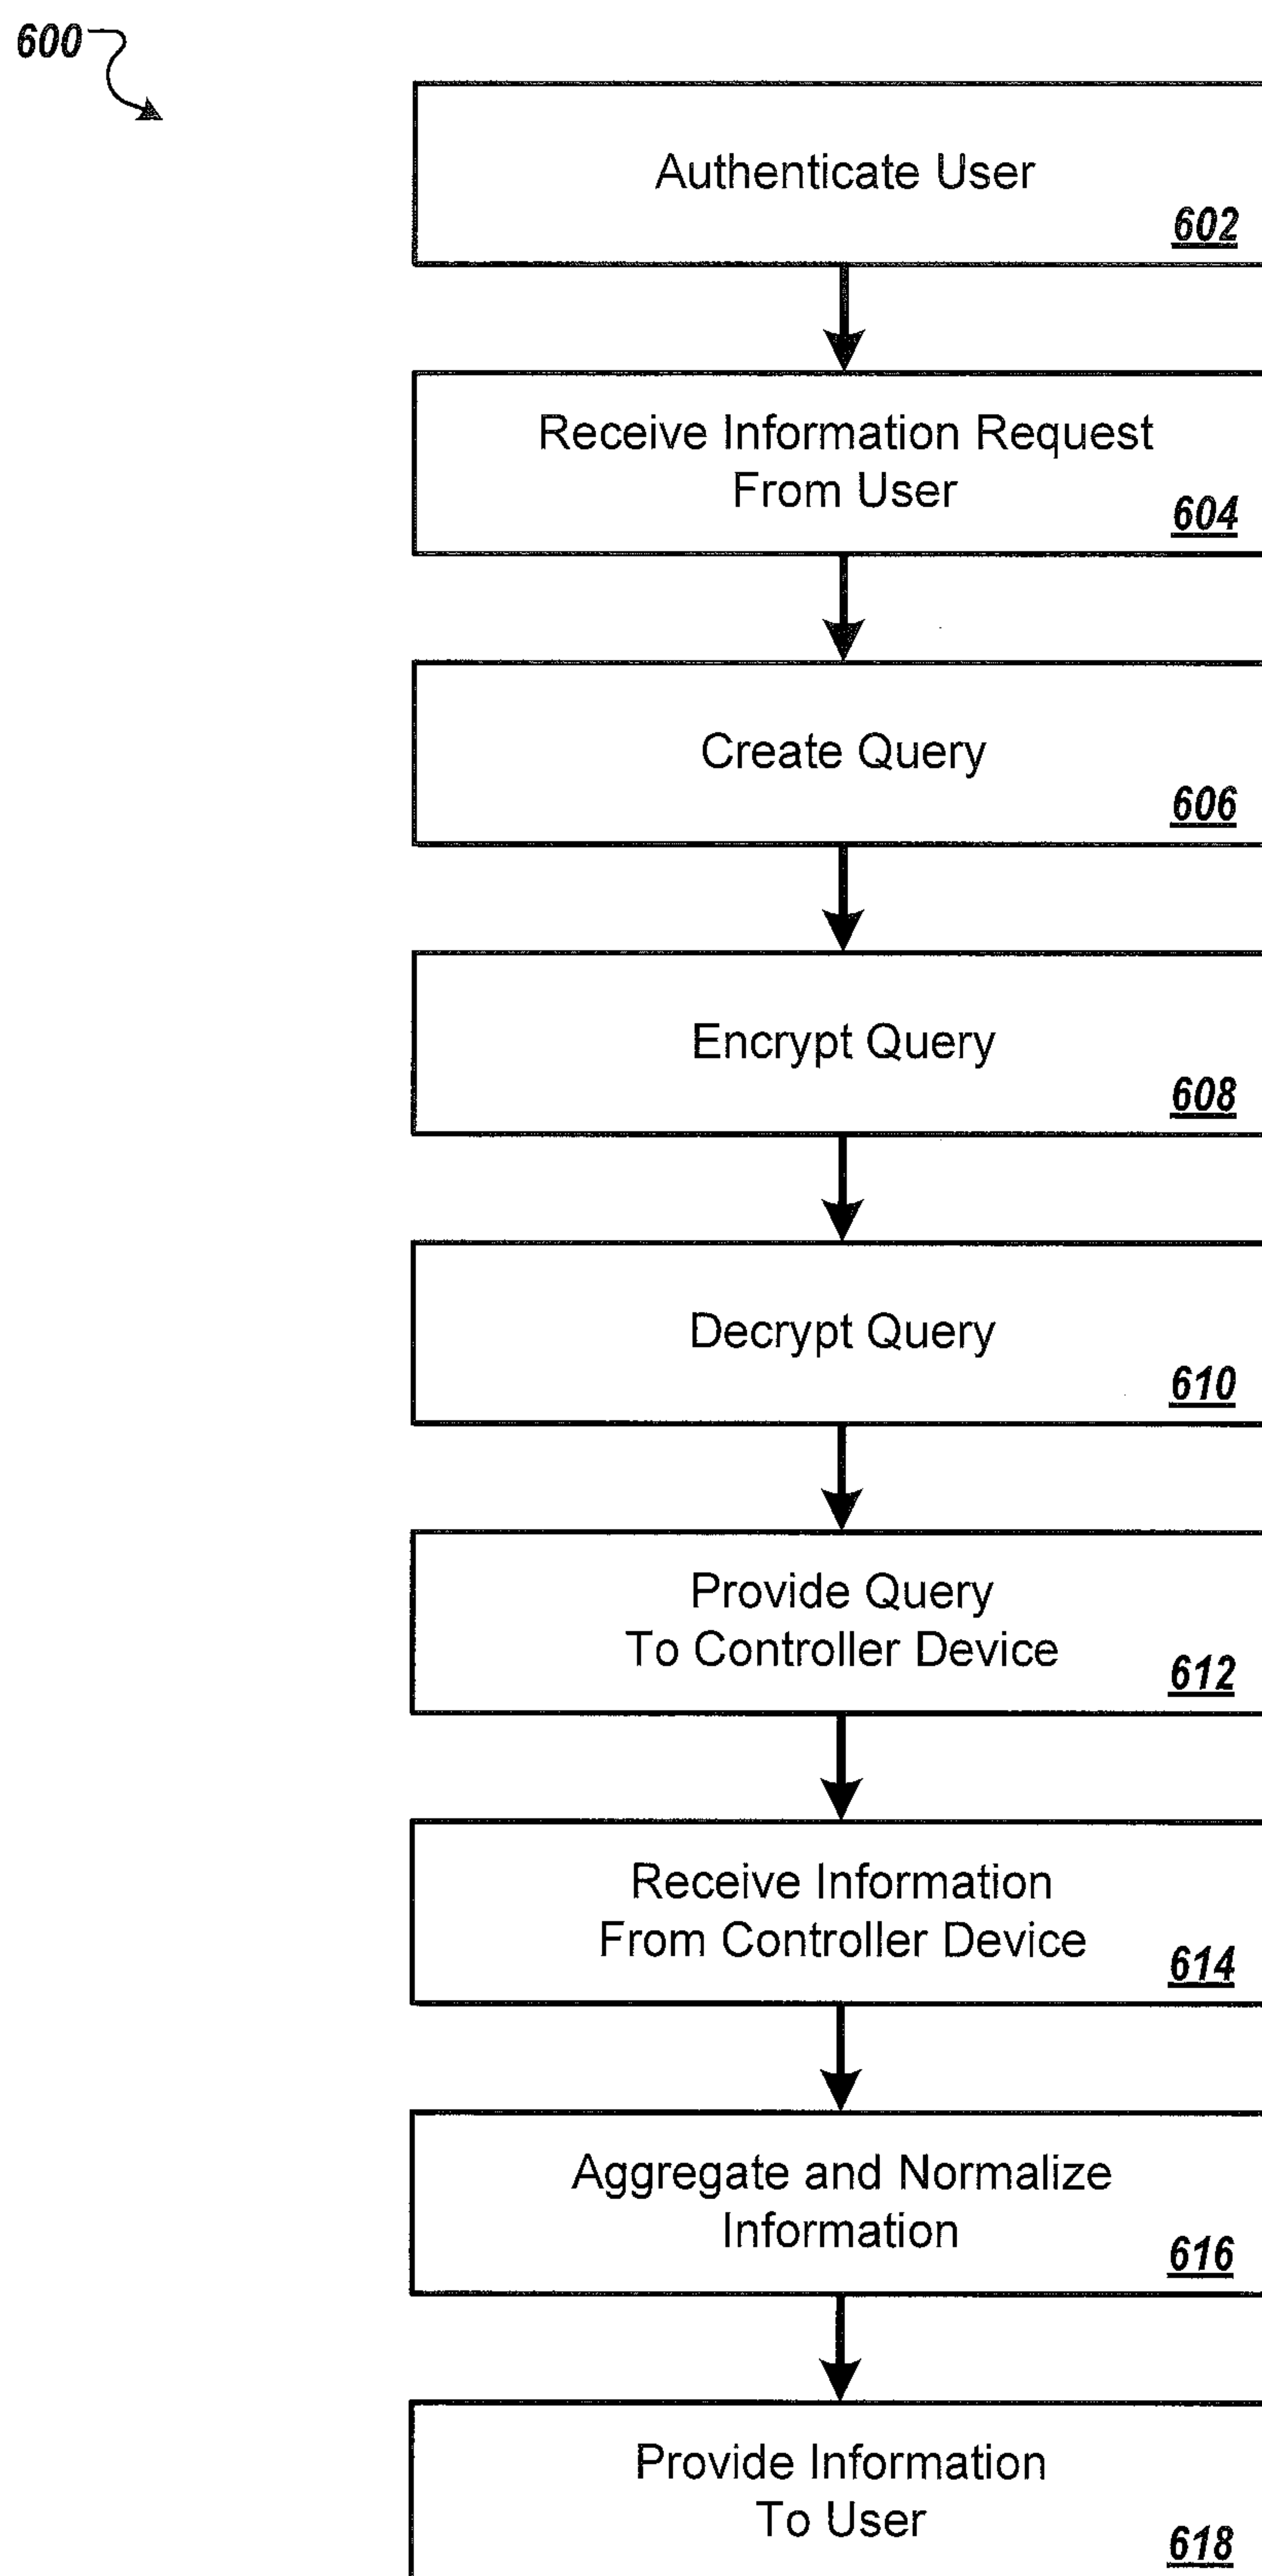 600
Authenticate User
602
Receive Information Request
From User
604
Create Query
606
Encrypt Query
608
Decrypt Query
610
Provide Query
To Controller Device
612
Receive Information
From Controller Device
614
Aggregate and Normalize
Information
616
Provide Information
To User
618